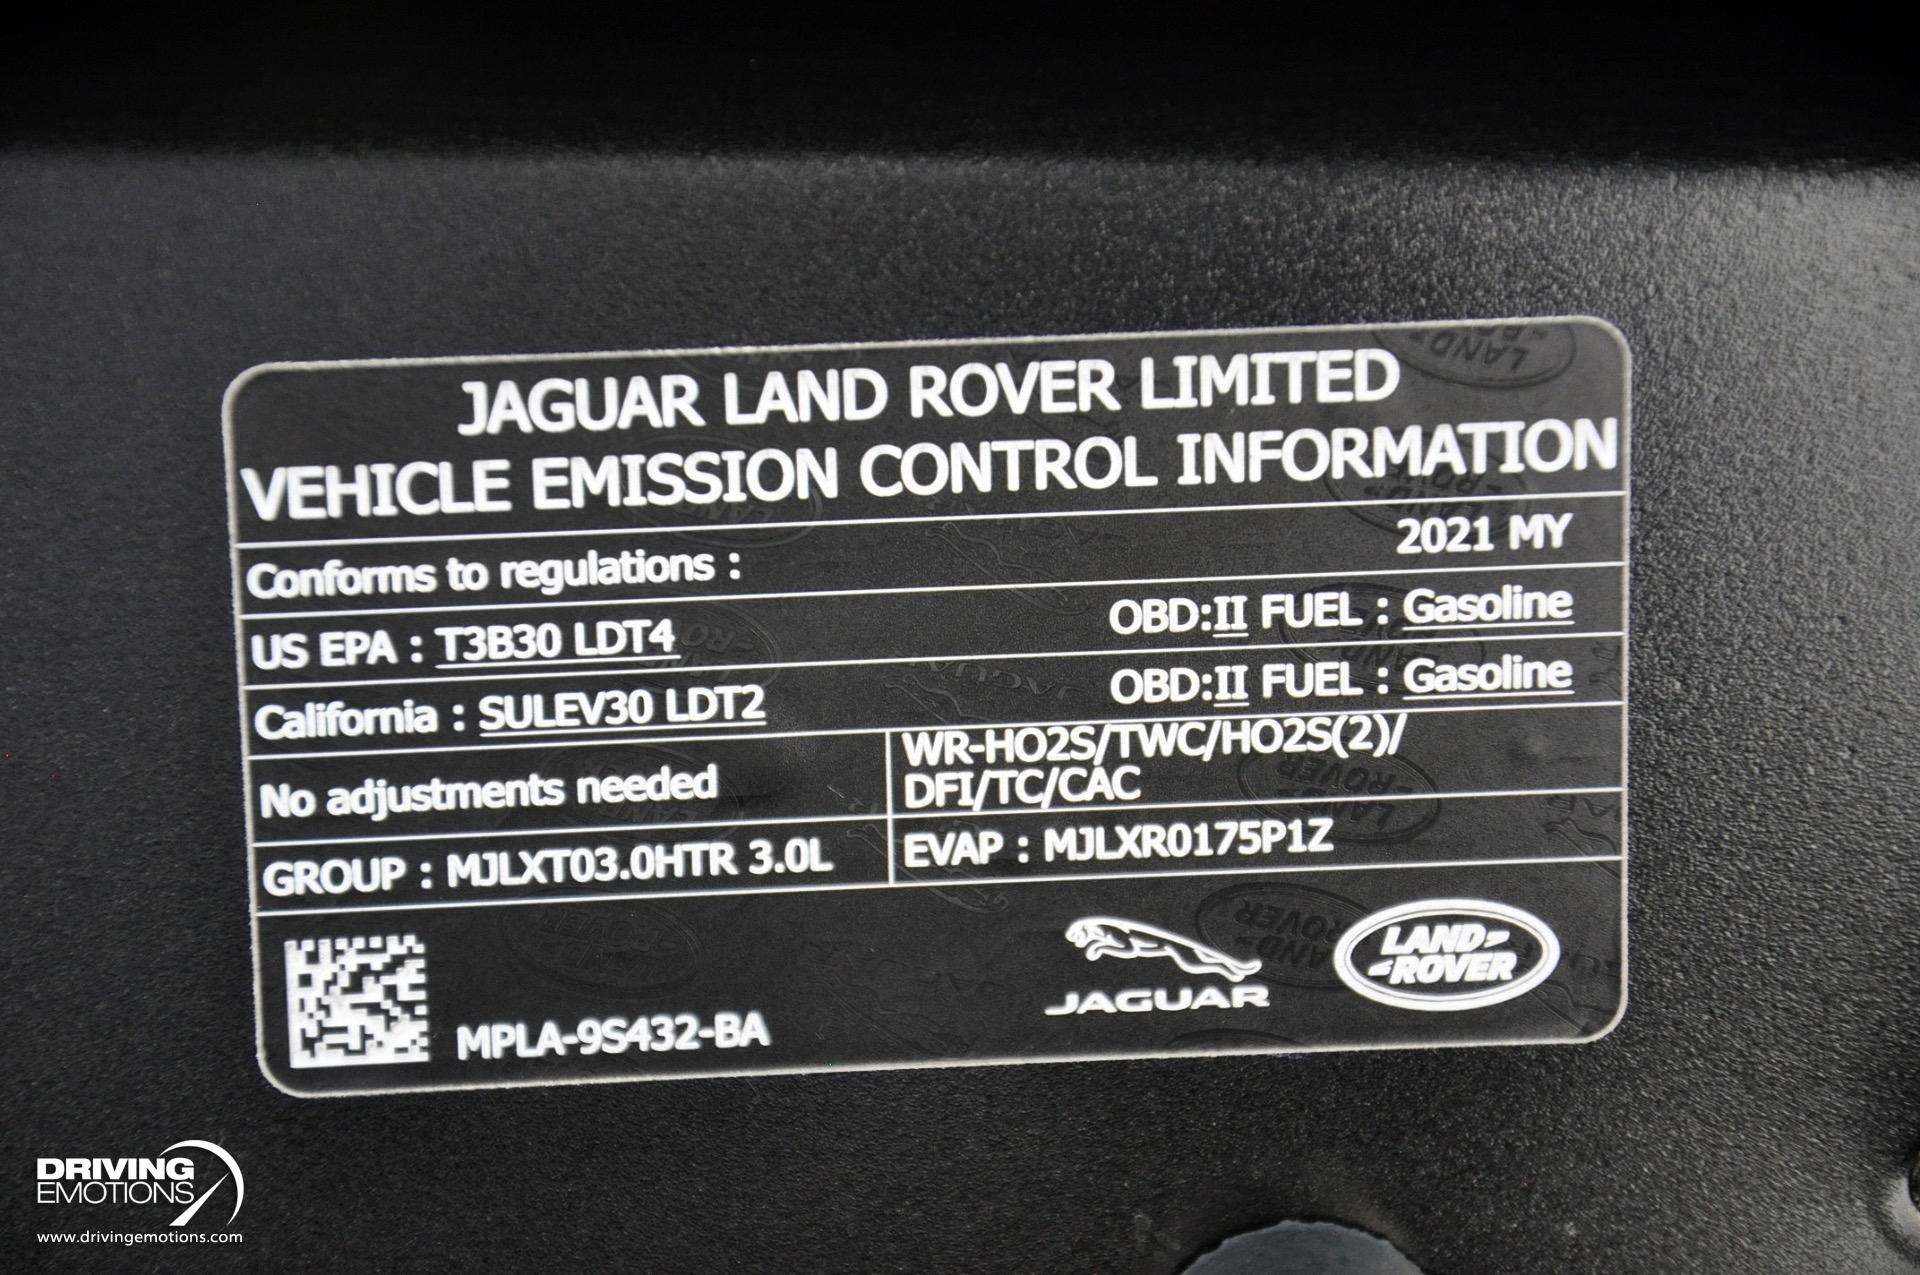 JAGUAR LAND ROVER LIMITED
VEHICLE EMISSION CONTROL INFORMATION
Conforms to regulations : 2021 MY
US EPA : T3B30 LDT4 OBD:II FUEL : Gasoline
California : SULEV30 LDT2 OBD:II FUEL : Gasoline
No adjustments needed
WR-HO2S/TWC/HO2S(2)/
DFI/TC/CAC
GROUP : MJLXT03.0HTR 3.0L
EVAP : MJLXR0175P1Z
MPLA-9S432-BA
JAGUAR
LAND-
-ROVER
DRIVING
EMOTIONS
www.drivingemotions.com